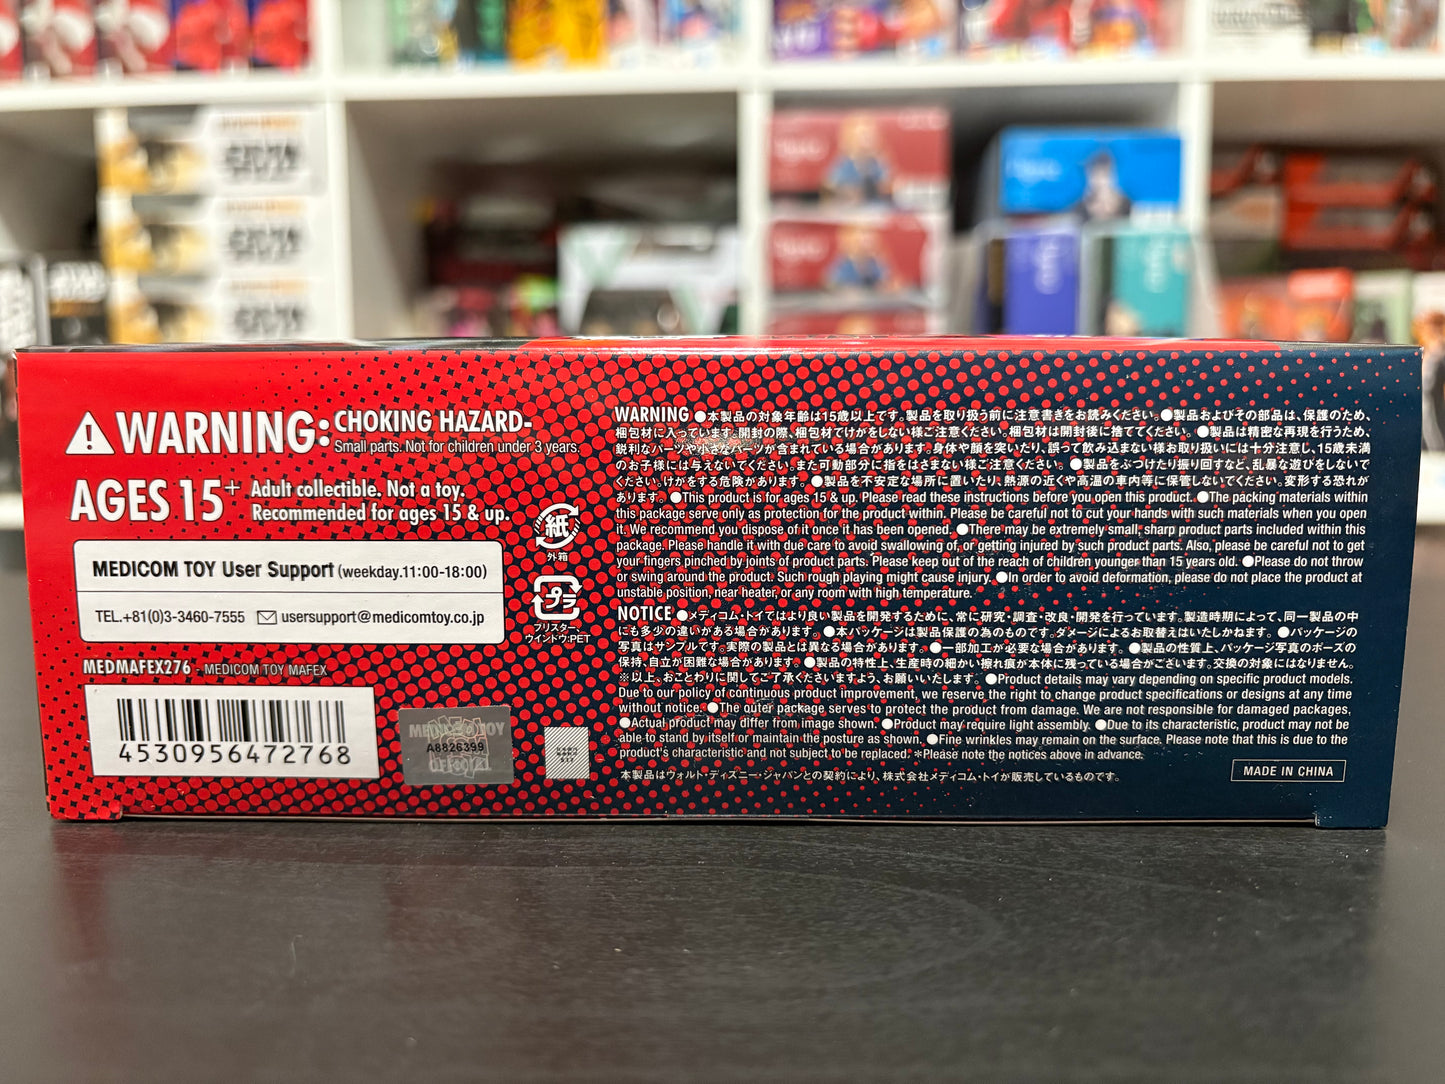 WARNING: CHOKING HAZARD-
Small parts. Not for children under 3 years.
AGES 15+ Adult collectible. Not a toy.
Recommended for ages 15 & up.
MEDICOM TOY User Support (weekday.11:00-18:00)
TEL.+81(0)3-3460-7555 usersupport@medicomtoy.co.jp
MEDMAFEX276 - MEDICOM TOY MAFEX
4530956472768
MEDICOM TOY
A8826399
紙
外箱
プラ
ブリスター
ウインドウ:PET
WARNING ●本製品の対象年齢は15歳以上です。製品を取り扱う前に注意書きをお読みください。●製品およびその部品は、保護のため、
梱包材に入っています。開封の際、梱包材でけがをしない様ご注意ください。梱包材は開封後に捨ててください。●製品は精密な再現を行うため、
鋭利なパーツや小さなパーツが含まれている場合があります。身体や顔を突いたり、誤って飲み込まない様お取り扱いには十分注意し、15歳未満
のお子様には与えないでください。また可動部分に指をはさまない様ご注意ください。●製品をぶつけたり振り回すなど、乱暴な遊びをしないで
ください。けがをする危険があります。●製品を不安定な場所に置いたり、熱源の近くや高温の車内等に保管しないでください。変形する恐れが
あります。●This product is for ages 15 & up. Please read these instructions before you open this product. ●The packing materials within
this package serve only as protection for the product within. Please be careful not to cut your hands with such materials when you open
it. We recommend you dispose of it once it has been opened. ●There may be extremely small, sharp product parts included within this
package. Please handle it with due care to avoid swallowing of, or getting injured by such product parts. Also, please be careful not to get
your fingers pinched by joints of product parts. Please keep out of the reach of children younger than 15 years old. ●Please do not throw
or swing around the product. Such rough playing might cause injury. ●In order to avoid deformation, please do not place the product at
unstable position, near heater, or any room with high temperature.
NOTICE ●メディコム・トイではより良い製品を開発するために、常に研究・調査・改良・開発を行っています。製造時期によって、同一製品の中
にも多少の違いがある場合があります。●本パッケージは製品保護の為のものです。ダメージによるお取替えはいたしかねます。●パッケージの
写真はサンプルです。実際の製品とは異なる場合があります。●一部加工が必要な場合があります。●製品の性質上、パッケージ写真のポーズの
保持、自立が困難な場合があります。●製品の特性上、生産時の細かい擦れ痕が本体に残っている場合がございます。交換の対象にはなりません。
※以上、おことわりに関してご了承くださいますよう、お願いいたします。●Product details may vary depending on specific product models.
Due to our policy of continuous product improvement, we reserve the right to change product specifications or designs at any time
without notice. ●The outer package serves to protect the product from damage. We are not responsible for damaged packages,
●Actual product may differ from image shown. ●Product may require light assembly. ●Due to its characteristic, product may not be
able to stand by itself or maintain the posture as shown. ●Fine wrinkles may remain on the surface. Please note that this is due to the
product's characteristic and not subject to be replaced. *Please note the notices above in advance.
本製品はウォルト・ディズニー・ジャパンとの契約により、株式会社メディコム・トイが販売しているものです。
MADE IN CHINA